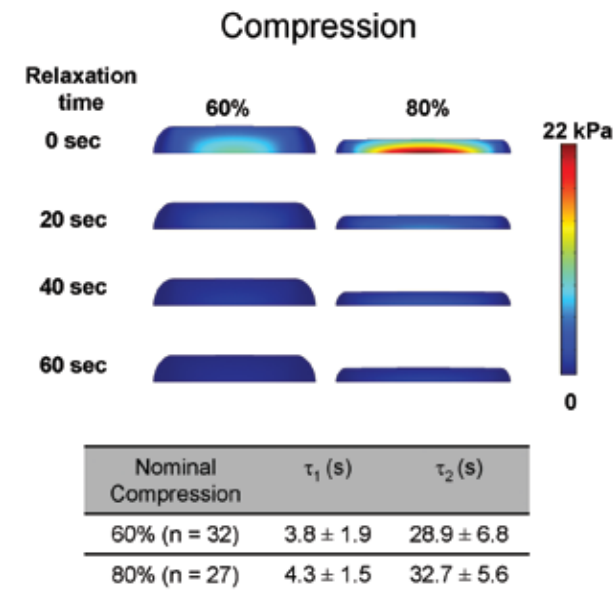 Compression
Relaxation
time
60% 80%
0 sec
22 kPa
20 sec
40 sec
60 sec
0
Nominal Compression τ₁ (s) τ₂ (s)
60% (n = 32) 3.8 ± 1.9 28.9 ± 6.8
80% (n = 27) 4.3 ± 1.5 32.7 ± 5.6